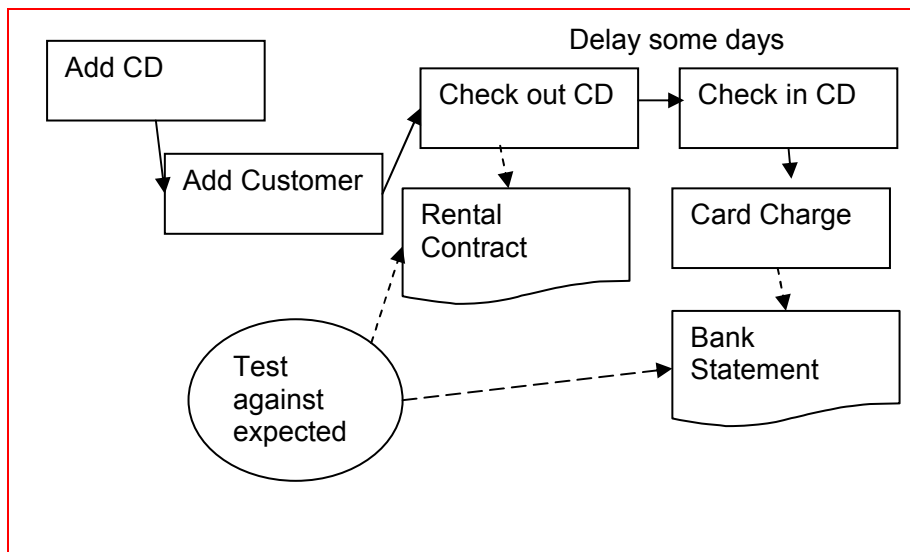 Delay some days
Add CD
Check out CD
Check in CD
Add Customer
Rental
Contract
Card Charge
Test
against
expected
Bank
Statement